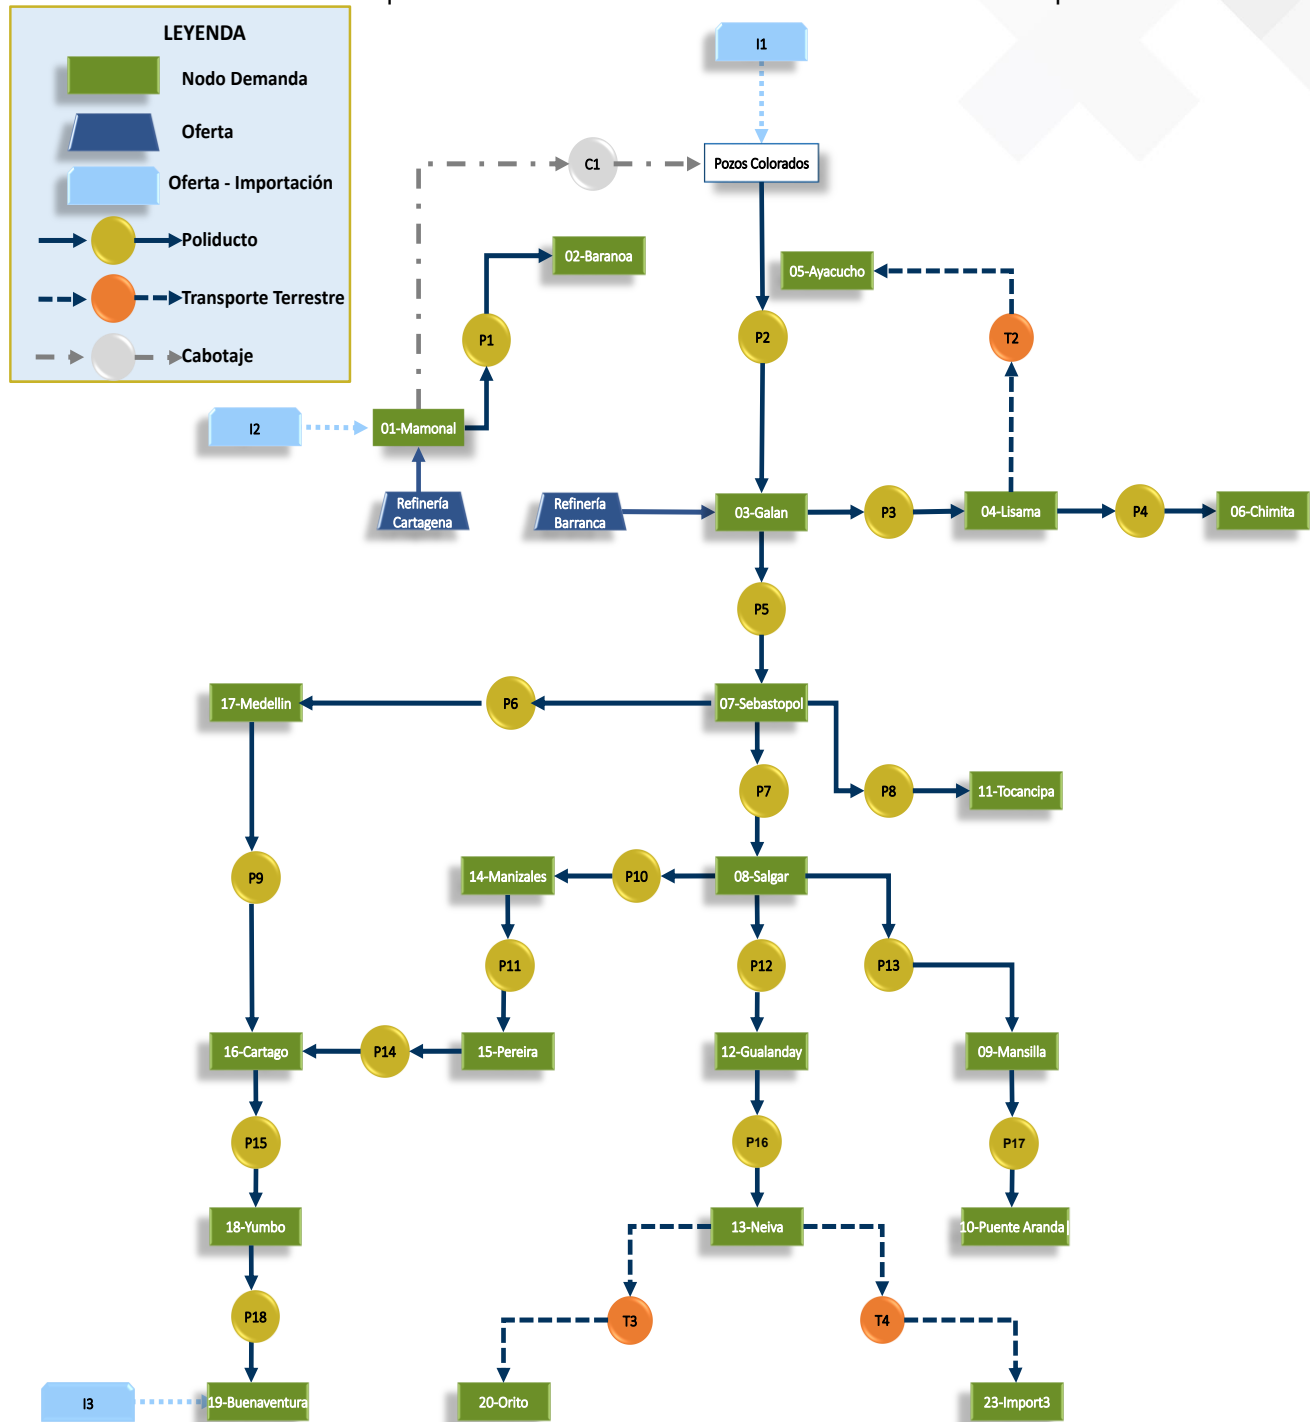 LEYENDA
Nodo Demanda
Oferta
Oferta - Importación
Poliducto
Transporte Terrestre
Cabotaje
I1
C1
Pozos Colorados
02-Baranoa
05-Ayacucho
P1
P2
T2
I2
01-Mamonal
Refinería
Cartagena
Refinería
Barranca
03-Galan
P3
04-Lisama
P4
06-Chimita
P5
17-Medellin
P6
07-Sebastopol
P7
P8
11-Tocancipa
P9
14-Manizales
P10
08-Salgar
P11
P12
P13
16-Cartago
P14
15-Pereira
12-Gualanday
09-Mansilla
P15
P16
P17
18-Yumbo
13-Neiva
10-Puente Aranda
P18
T3
T4
I3
19-Buenaventura
20-Orito
23-Import3